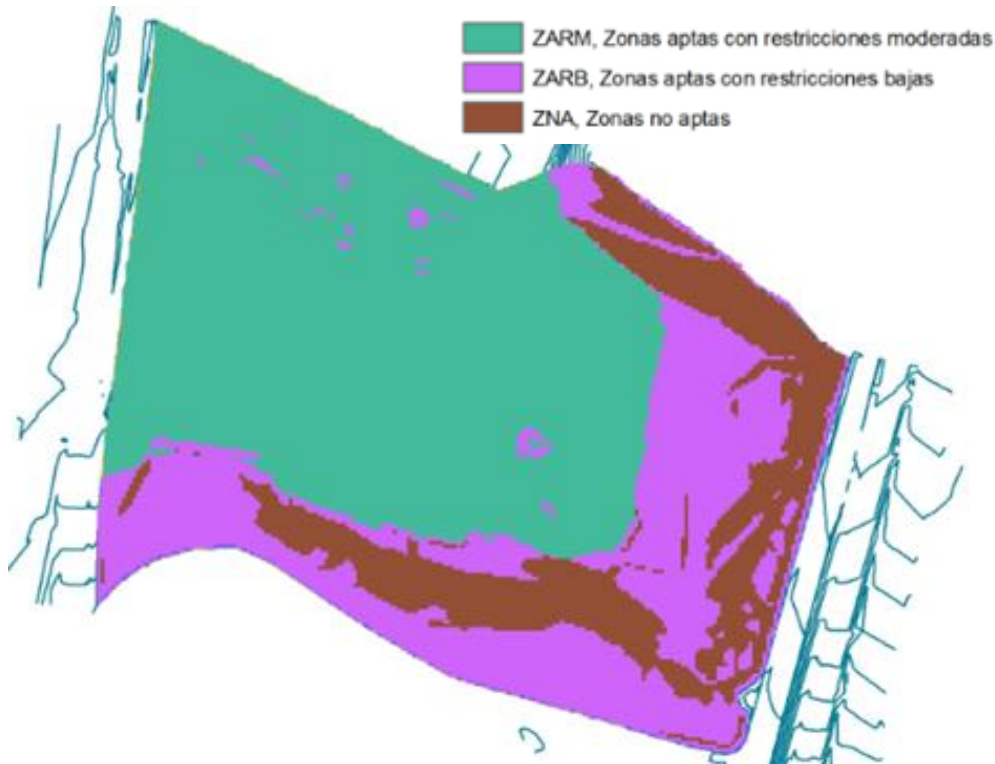 ZARM, Zonas aptas con restricciones moderadas
ZARB, Zonas aptas con restricciones bajas
ZNA, Zonas no aptas